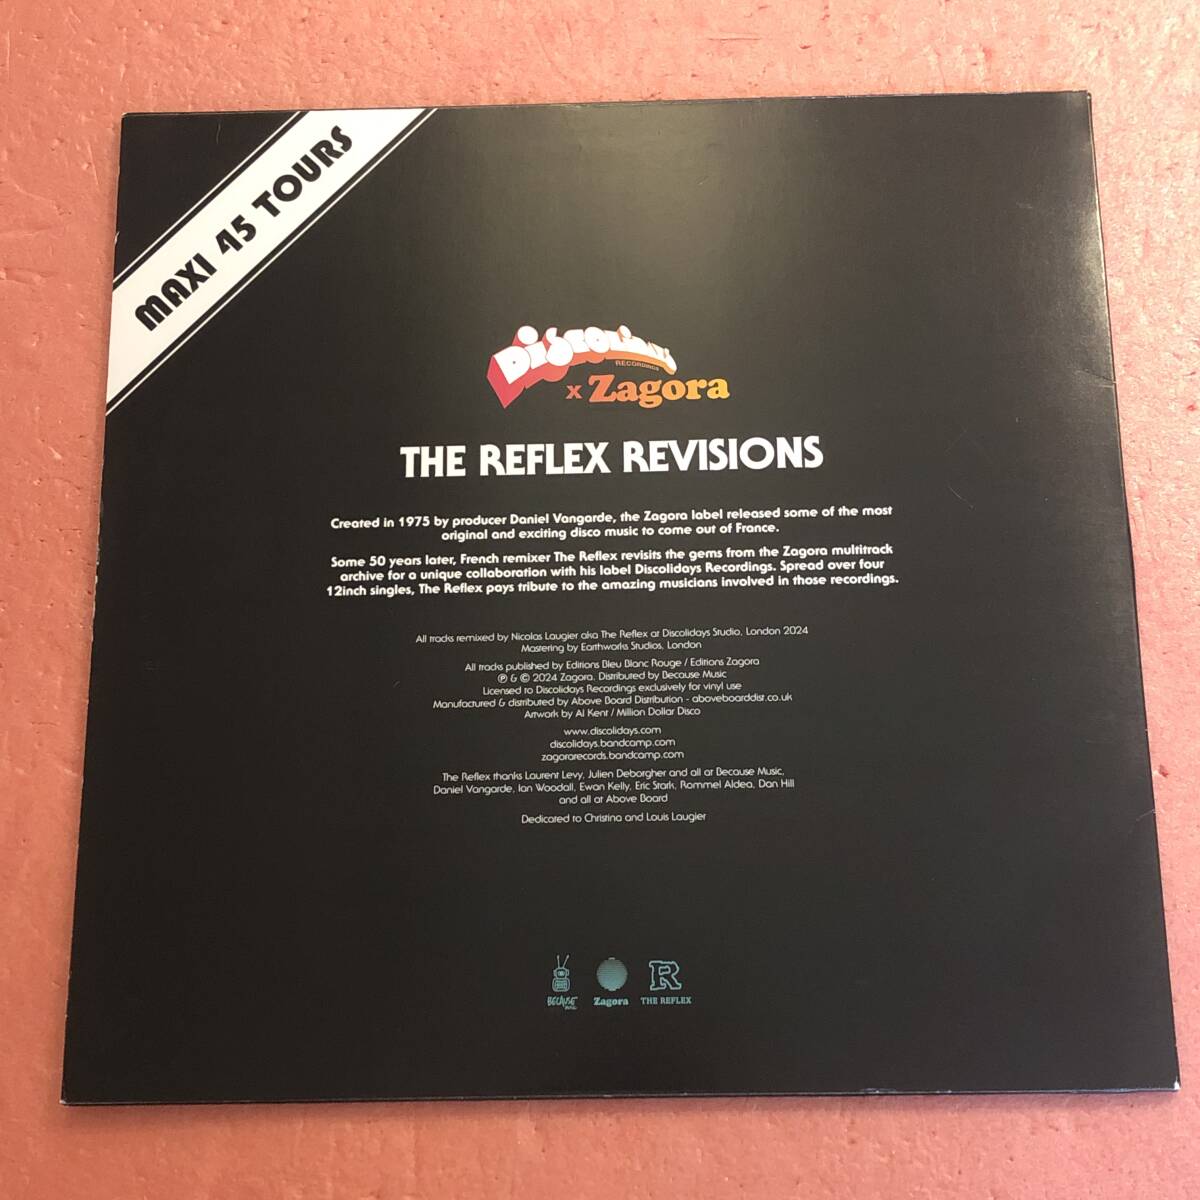 MAXI 45 TOURS
DISCOLIDAYS
RECORDINGS
x Zagora
THE REFLEX REVISIONS
Created in 1975 by producer Daniel Vangarde, the Zagora label released some of the most
original and exciting disco music to come out of France.
Some 50 years later, French remixer The Reflex revisits the gems from the Zagora multitrack
archive for a unique collaboration with his label Discolidays Recordings. Spread over four
12inch singles, The Reflex pays tribute to the amazing musicians involved in those recordings.
All tracks remixed by Nicolas Laugier aka The Reflex at Discolidays Studio, London 2024
Mastering by Earthworks Studios, London
All tracks published by Editions Bleu Blanc Rouge / Editions Zagora
℗ & © 2024 Zagora. Distributed by Because Music
Licensed to Discolidays Recordings exclusively for vinyl use
Manufactured & distributed by Above Board Distribution - aboveboarddist.co.uk
Artwork by Al Kent / Million Dollar Disco
www.discolidays.com
discolidays.bandcamp.com
zagorarecords.bandcamp.com
The Reflex thanks Laurent Levy, Julien Deborgher and all at Because Music,
Daniel Vangarde, Ian Woodall, Ewan Kelly, Eric Stark, Rommel Aldea, Dan Hill
and all at Above Board
Dedicated to Christina and Louis Laugier
BECAUSE MUSIC
Zagora
R
THE REFLEX